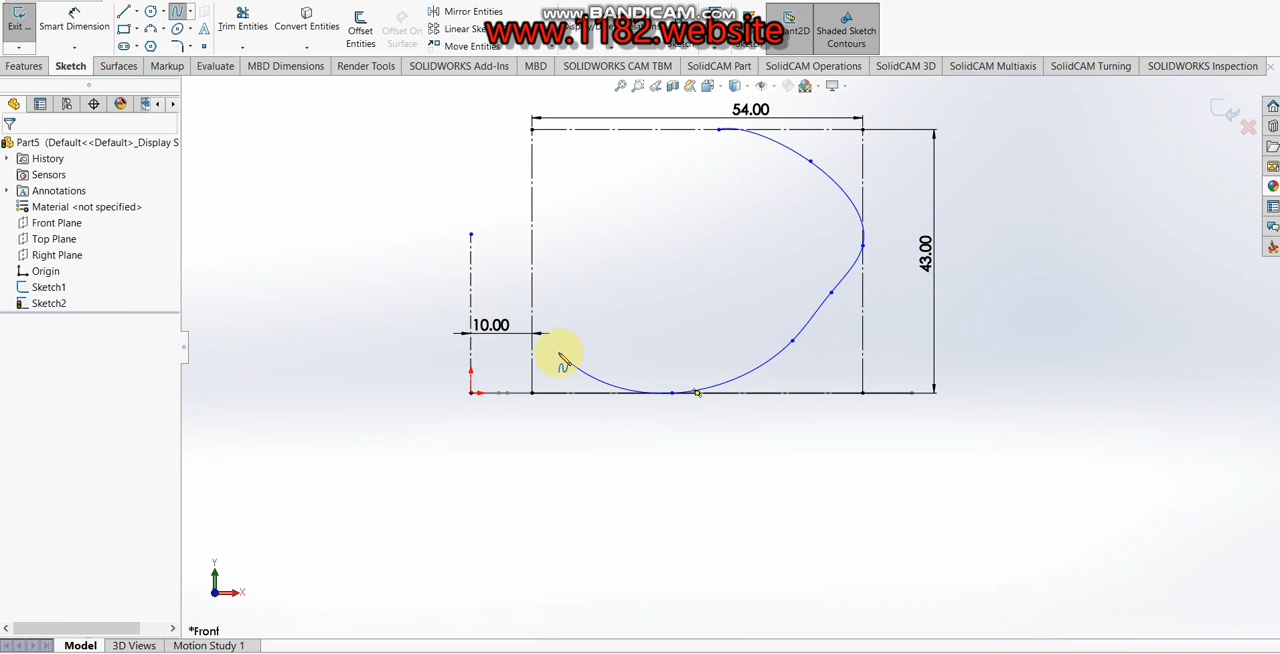 www.BANDICAM.com
www.1182.website
Exit ...
Smart Dimension
Trim Entities
Convert Entities
Offset Entities
Offset On Surface
Mirror Entities
Linear Sk
Move Entities
ant2D
Shaded Sketch Contours
Features
Sketch
Surfaces
Markup
Evaluate
MBD Dimensions
Render Tools
SOLIDWORKS Add-Ins
MBD
SOLIDWORKS CAM TBM
SolidCAM Part
SolidCAM Operations
SolidCAM 3D
SolidCAM Multiaxis
SolidCAM Turning
SOLIDWORKS Inspection
Part5 (Default<<Default>_Display S
History
Sensors
Annotations
Material <not specified>
Front Plane
Top Plane
Right Plane
Origin
Sketch1
Sketch2
54.00
43.00
10.00
Y
X
*Front
Model
3D Views
Motion Study 1